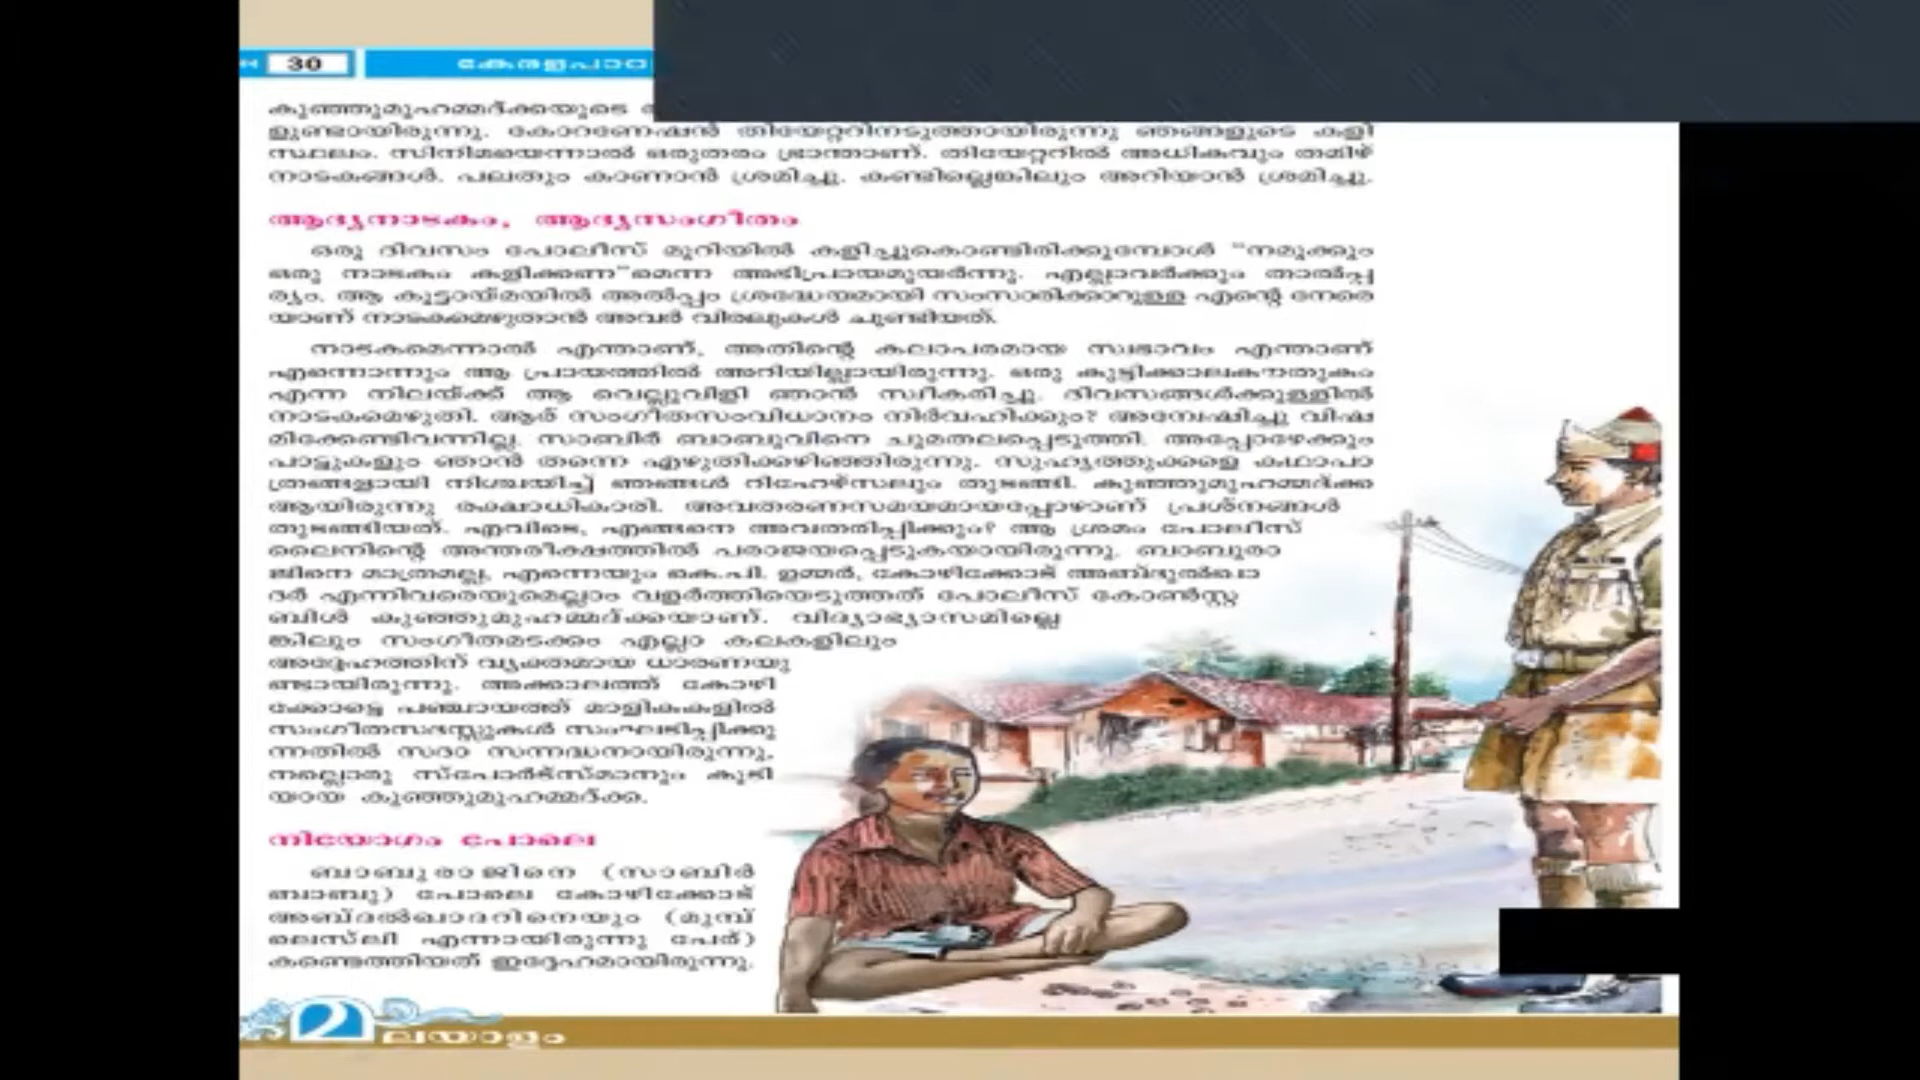 30
കേരളപാഠ
കുഞ്ഞുമുഹമ്മദ്ക്കയുടെ
ളുണ്ടായിരുന്നു. കോറണേഷൻ തിയേറ്ററിനടുത്തായിരുന്നു ഞങ്ങളുടെ കളി
സ്ഥലം. സിനിമയെന്നാൽ ഒരുതരം ഭ്രാന്താണ്. തിയേറ്ററിൽ അധികവും തമിഴ്
നാടകങ്ങൾ. പലതും കാണാൻ ശ്രമിച്ചു. കണ്ടില്ലെങ്കിലും അറിയാൻ ശ്രമിച്ചു.
ആദ്യനാടകം, ആദ്യസംഗീതം
ഒരു ദിവസം പോലീസ് മുറിയിൽ കളിച്ചുകൊണ്ടിരിക്കുമ്പോൾ "നമുക്കും
ഒരു നാടകം കളിക്കണ"മെന്ന അഭിപ്രായമുയർന്നു. എല്ലാവർക്കും താൽപ്പ
ര്യം. ആ കൂട്ടായ്മയിൽ അൽപ്പം ശ്രദ്ധേയമായി സംസാരിക്കാറുള്ള എന്റെ നേരെ
യാണ് നാടകമെഴുതാൻ അവർ വിരലുകൾ ചൂണ്ടിയത്.
നാടകമെന്നാൽ എന്താണ്, അതിന്റെ കലാപരമായ സ്വഭാവം എന്താണ്
എന്നൊന്നും ആ പ്രായത്തിൽ അറിയില്ലായിരുന്നു. ഒരു കുട്ടിക്കാലകൗതുകം
എന്ന നിലയ്ക്ക് ആ വെല്ലുവിളി ഞാൻ സ്വീകരിച്ചു. ദിവസങ്ങൾക്കുള്ളിൽ
നാടകമെഴുതി. ആര് സംഗീതസംവിധാനം നിർവഹിക്കും? അന്വേഷിച്ചു വിഷ
മിക്കേണ്ടിവന്നില്ല. സാബിർ ബാബുവിനെ ചുമതലപ്പെടുത്തി. അപ്പോഴേക്കും
പാട്ടുകളും ഞാൻ തന്നെ എഴുതിക്കഴിഞ്ഞിരുന്നു. സുഹൃത്തുക്കളെ കഥാപാ
ത്രങ്ങളായി നിശ്ചയിച്ച് ഞങ്ങൾ റിഹേഴ്സലും തുടങ്ങി. കുഞ്ഞുമുഹമ്മദ്ക്ക
ആയിരുന്നു രക്ഷാധികാരി. അവതരണസമയമായപ്പോഴാണ് പ്രശ്നങ്ങൾ
തുടങ്ങിയത്. എവിടെ, എങ്ങനെ അവതരിപ്പിക്കും? ആ ശ്രമം പോലീസ്
ലൈനിന്റെ അന്തരീക്ഷത്തിൽ പരാജയപ്പെടുകയായിരുന്നു. ബാബുരാ
ജിനെ മാത്രമല്ല, എന്നെയും കെ.പി. ഉമ്മർ, കോഴിക്കോട് അബ്ദുൽഖാ
ദർ എന്നിവരെയുമെല്ലാം വളർത്തിയെടുത്തത് പോലീസ് കോൺസ്റ്റ
ബിൾ കുഞ്ഞുമുഹമ്മദ്ക്കയാണ്. വിദ്യാഭ്യാസമില്ലെ
ങ്കിലും സംഗീതമടക്കം എല്ലാ കലകളിലും
അദ്ദേഹത്തിന് വ്യക്തമായ ധാരണയു
ണ്ടായിരുന്നു. അക്കാലത്ത് കോഴി
ക്കോട്ടെ പഞ്ചായത്ത് മാളികകളിൽ
സംഗീതസദസ്സുകൾ സംഘടിപ്പിക്കു
ന്നതിൽ സദാ സന്നദ്ധനായിരുന്നു,
നല്ലൊരു സ്പോർട്സ്മാനും കൂടി
യായ കുഞ്ഞുമുഹമ്മദ്ക്ക.
നിയോഗം പോലെ
ബാബുരാജിനെ (സാബിർ
ബാബു) പോലെ കോഴിക്കോട്
അബ്ദൽഖാദറിനെയും (മുമ്പ്
ലെസ്ലി എന്നായിരുന്നു പേര്)
കണ്ടെത്തിയത് ഇദ്ദേഹമായിരുന്നു.
മലയാളം